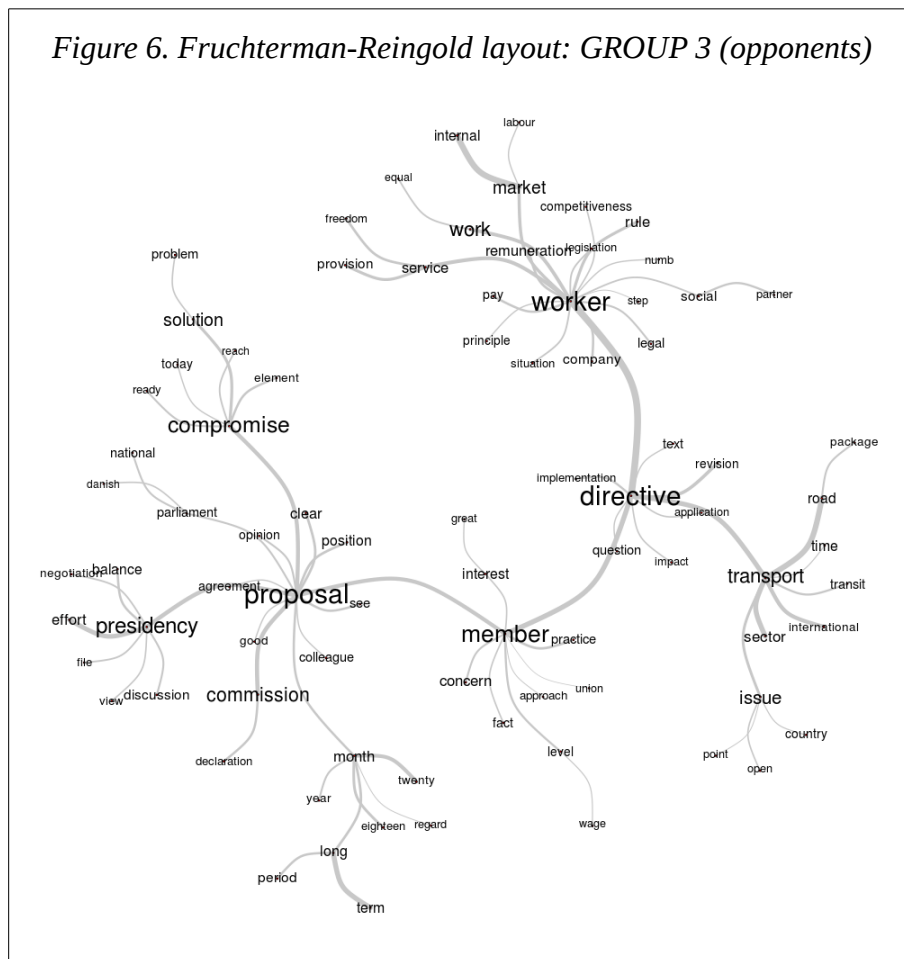 Figure 6. Fruchterman-Reingold layout: GROUP 3 (opponents)
labour
internal
equal
market
competitiveness
freedom
work
rule
remuneration
legislation
problem
provision
service
numb
pay
worker
step
social
partner
solution
principle
legal
reach
today
situation
company
element
ready
compromise
text
package
national
revision
implementation
danish
directive
road
parliament
clear
great
application
opinion
position
question
time
impact
negotiation
balance
interest
transport
transit
agreement
proposal
see
effort
presidency
member
practice
sector
international
good
file
colleague
concern
union
view
discussion
commission
approach
issue
fact
country
declaration
month
level
point
open
twenty
year
eighteen
regard
wage
long
period
term